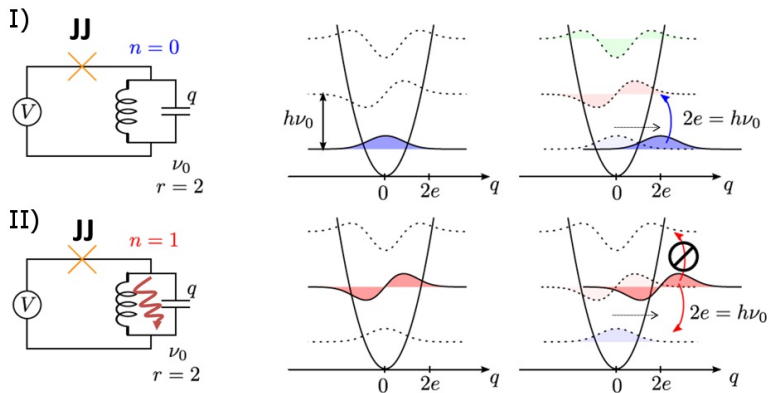 I)
JJ
n = 0
V
q
ν₀
r = 2
hν₀
0
2e
q
2e = hν₀
0
2e
q
II)
JJ
n = 1
V
q
ν₀
r = 2
0
2e
q
2e = hν₀
0
2e
q